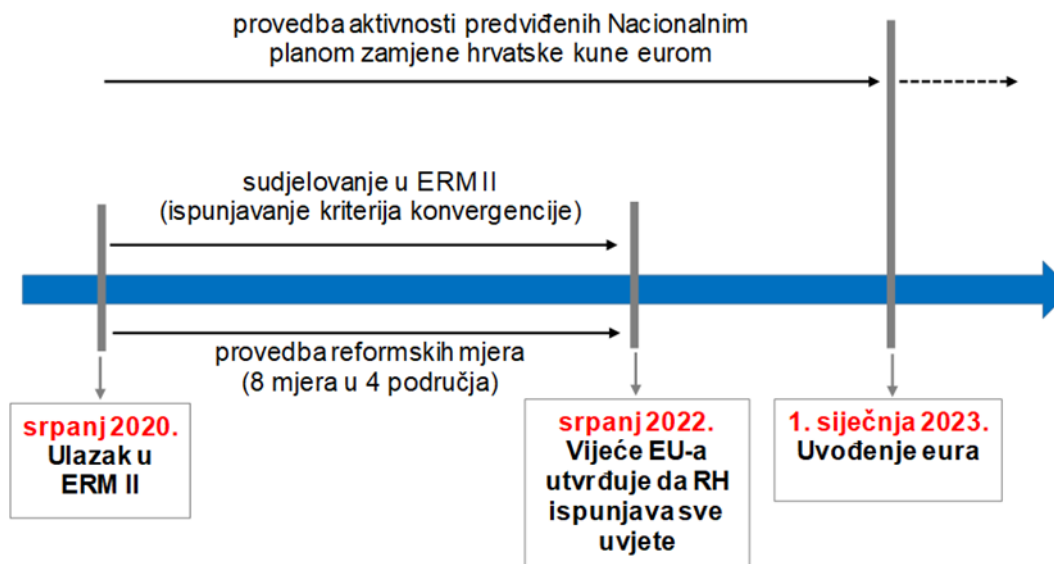 provedba aktivnosti predviđenih Nacionalnim
planom zamjene hrvatske kune eurom
sudjelovanje u ERM II
(ispunjavanje kriterija konvergencije)
provedba reformskih mjera
(8 mjera u 4 područja)
srpanj 2020.
Ulazak u
ERM II
srpanj 2022.
Vijeće EU-a
utvrđuje da RH
ispunjava sve
uvjete
1. siječnja 2023.
Uvođenje eura